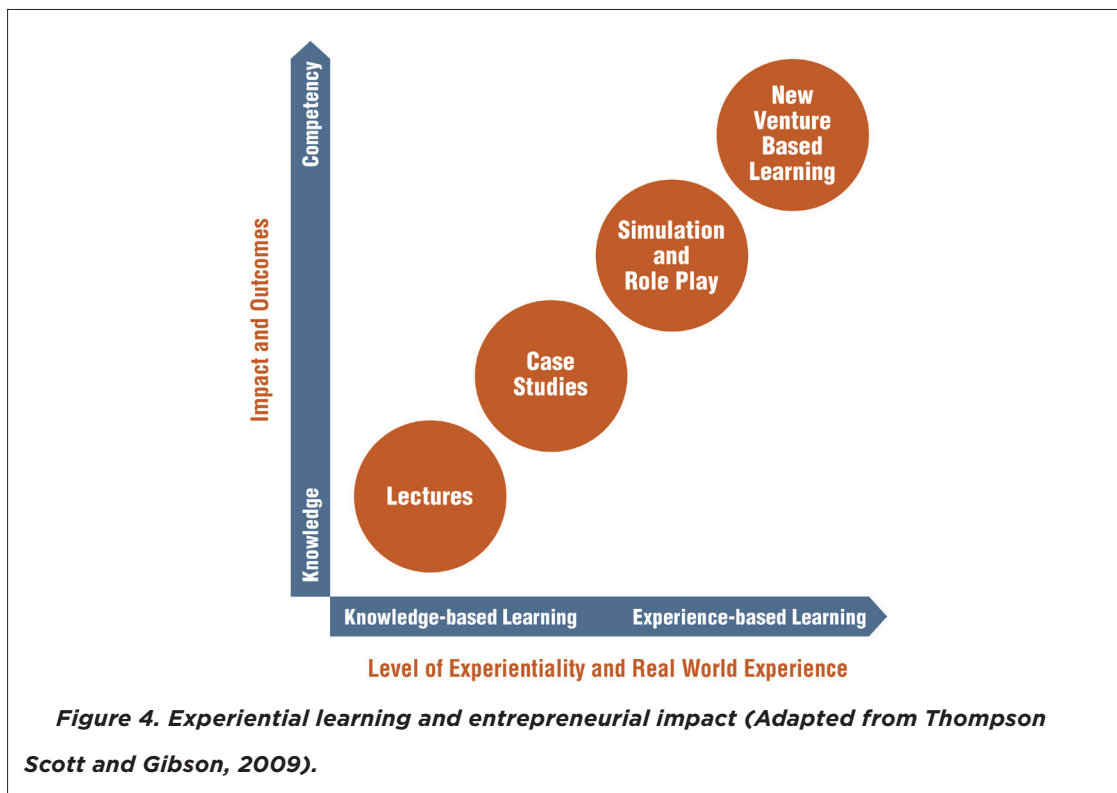 Competency
Knowledge
Impact and Outcomes
New
Venture
Based
Learning
Simulation
and
Role Play
Case
Studies
Lectures
Knowledge-based Learning
Experience-based Learning
Level of Experientiality and Real World Experience
Figure 4. Experiential learning and entrepreneurial impact (Adapted from Thompson
Scott and Gibson, 2009).